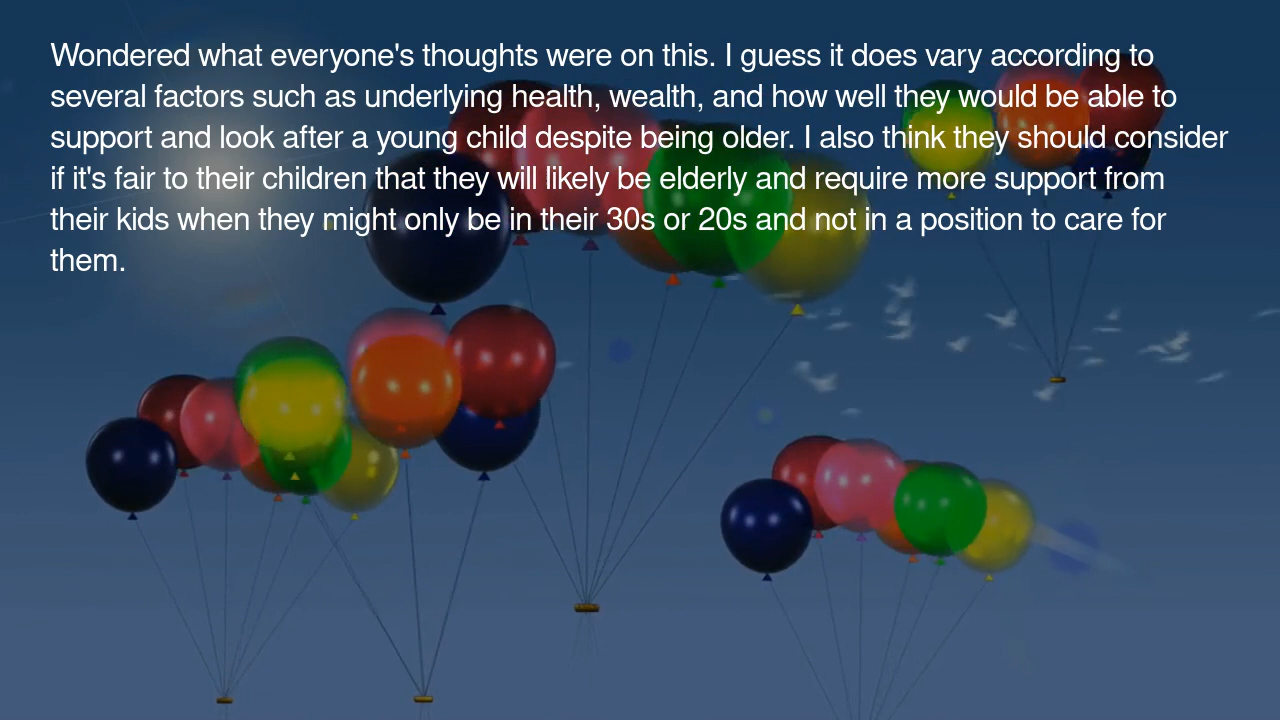 Wondered what everyone's thoughts were on this. I guess it does vary according to
several factors such as underlying health, wealth, and how well they would be able to
support and look after a young child despite being older. I also think they should consider
if it's fair to their children that they will likely be elderly and require more support from
their kids when they might only be in their 30s or 20s and not in a position to care for
them.